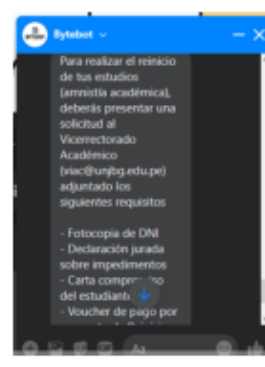 Bytebot
Para realizar el reinicio
de tus estudios
(amnistía académica),
deberás presentar una
solicitud al
Vicerrectorado
Académico
(viac@unjbg.edu.pe)
adjuntado los
siguientes requisitos
- Fotocopia de DNI
- Declaración jurada
sobre impedimentos
- Carta compromiso
del estudiante
- Voucher de pago por
Aa